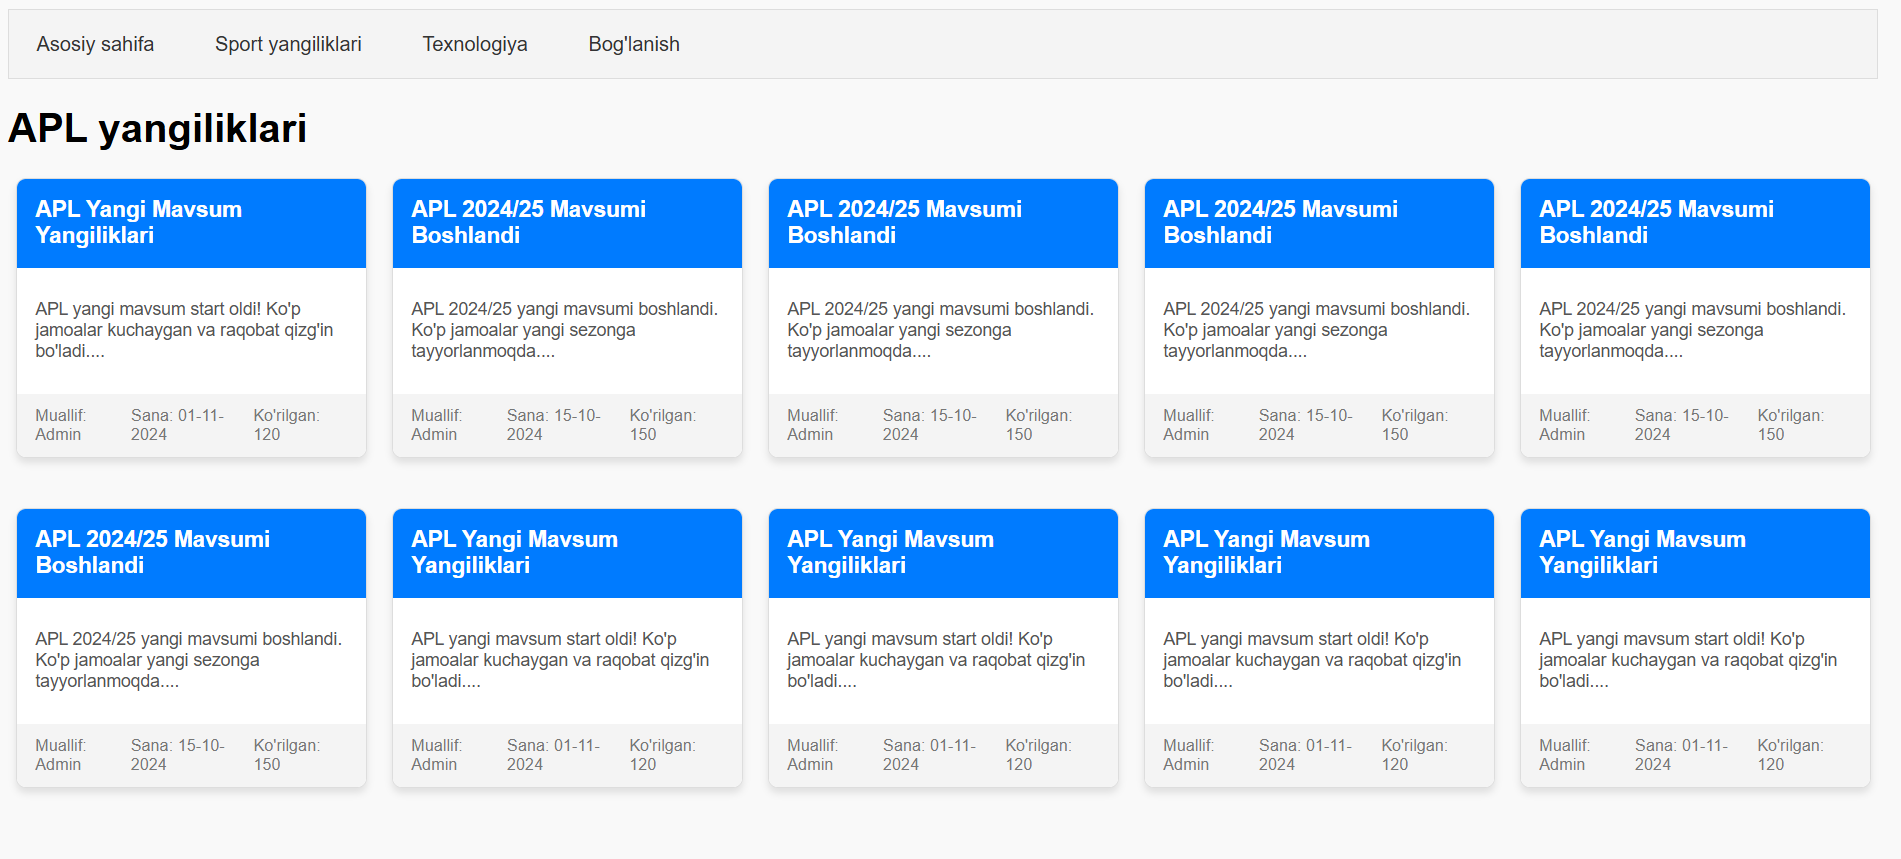 Asosiy sahifa Sport yangiliklari Texnologiya Bog'lanish
APL yangiliklari
APL Yangi Mavsum
Yangiliklari
APL yangi mavsum start oldi! Ko'p
jamoalar kuchaygan va raqobat qizg'in
bo'ladi....
Muallif: Admin
Sana: 01-11-2024
Ko'rilgan: 120
APL 2024/25 Mavsumi
Boshlandi
APL 2024/25 yangi mavsumi boshlandi.
Ko'p jamoalar yangi sezonga
tayyorlanmoqda....
Muallif: Admin
Sana: 15-10-2024
Ko'rilgan: 150
APL 2024/25 Mavsumi
Boshlandi
APL 2024/25 yangi mavsumi boshlandi.
Ko'p jamoalar yangi sezonga
tayyorlanmoqda....
Muallif: Admin
Sana: 15-10-2024
Ko'rilgan: 150
APL 2024/25 Mavsumi
Boshlandi
APL 2024/25 yangi mavsumi boshlandi.
Ko'p jamoalar yangi sezonga
tayyorlanmoqda....
Muallif: Admin
Sana: 15-10-2024
Ko'rilgan: 150
APL 2024/25 Mavsumi
Boshlandi
APL 2024/25 yangi mavsumi boshlandi.
Ko'p jamoalar yangi sezonga
tayyorlanmoqda....
Muallif: Admin
Sana: 15-10-2024
Ko'rilgan: 150
APL 2024/25 Mavsumi
Boshlandi
APL 2024/25 yangi mavsumi boshlandi.
Ko'p jamoalar yangi sezonga
tayyorlanmoqda....
Muallif: Admin
Sana: 15-10-2024
Ko'rilgan: 150
APL Yangi Mavsum
Yangiliklari
APL yangi mavsum start oldi! Ko'p
jamoalar kuchaygan va raqobat qizg'in
bo'ladi....
Muallif: Admin
Sana: 01-11-2024
Ko'rilgan: 120
APL Yangi Mavsum
Yangiliklari
APL yangi mavsum start oldi! Ko'p
jamoalar kuchaygan va raqobat qizg'in
bo'ladi....
Muallif: Admin
Sana: 01-11-2024
Ko'rilgan: 120
APL Yangi Mavsum
Yangiliklari
APL yangi mavsum start oldi! Ko'p
jamoalar kuchaygan va raqobat qizg'in
bo'ladi....
Muallif: Admin
Sana: 01-11-2024
Ko'rilgan: 120
APL Yangi Mavsum
Yangiliklari
APL yangi mavsum start oldi! Ko'p
jamoalar kuchaygan va raqobat qizg'in
bo'ladi....
Muallif: Admin
Sana: 01-11-2024
Ko'rilgan: 120